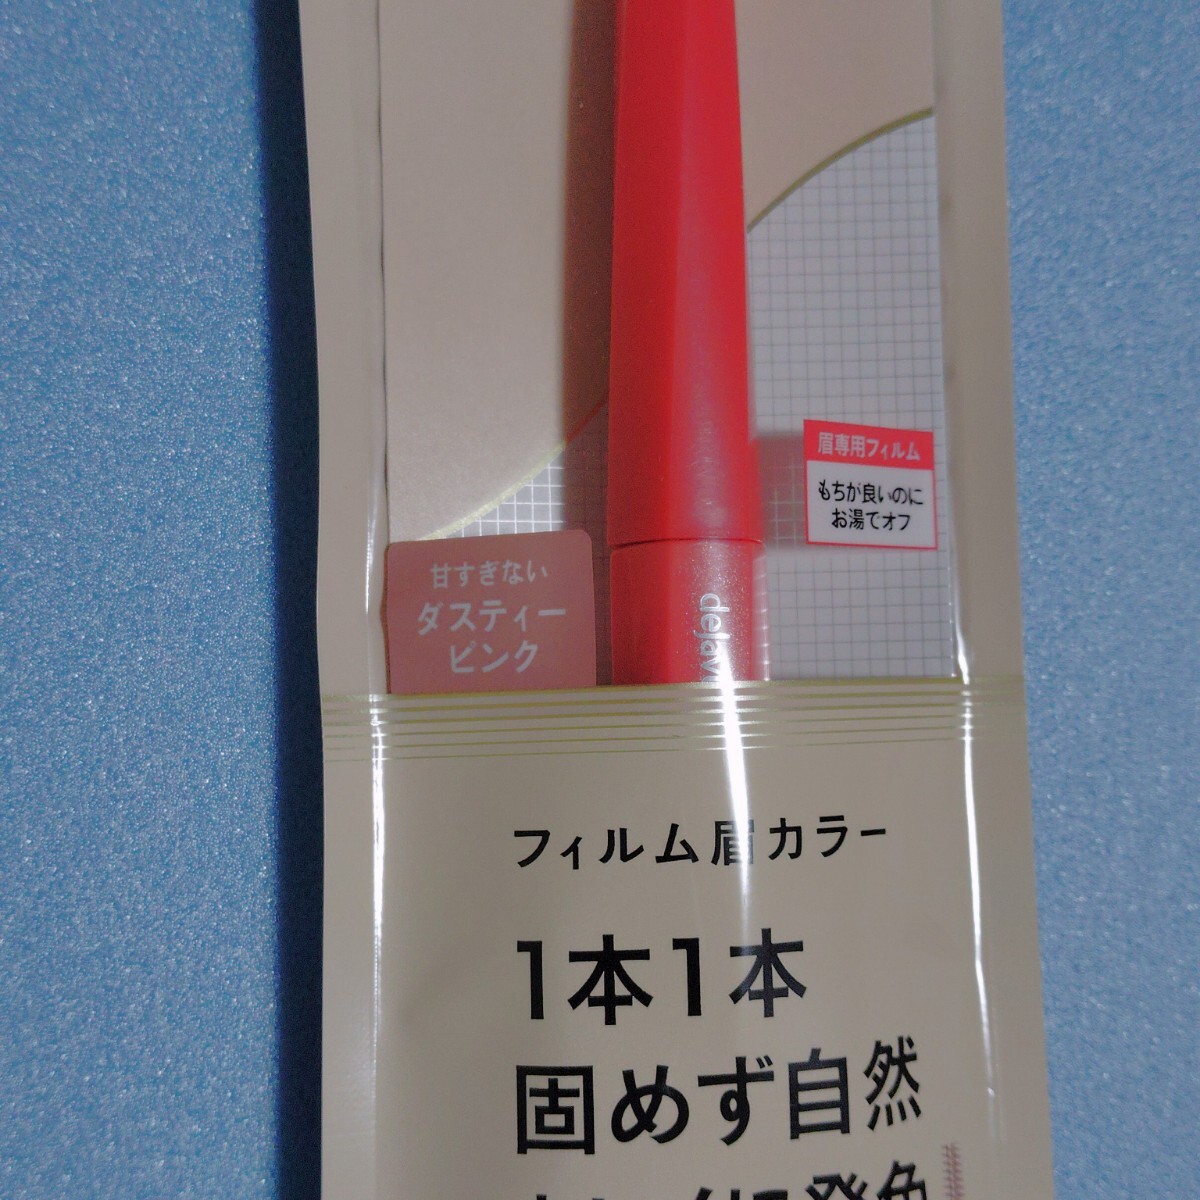 眉専用フィルム
もちが良いのに
お湯でオフ
甘すぎない
ダスティー
ピンク
フィルム眉カラー
1本1本
固めず自然